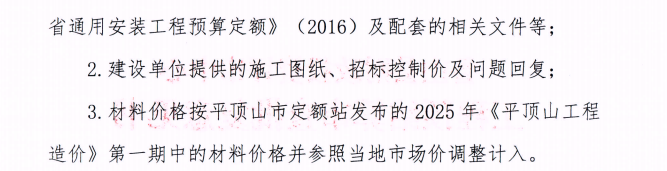 省通用安装工程预算定额》（2016）及配套的相关文件等；
2.建设单位提供的施工图纸、招标控制价及问题回复；
3.材料价格按平顶山市定额站发布的 2025 年《平顶山工程
造价》第一期中的材料价格并参照当地市场价调整计入。